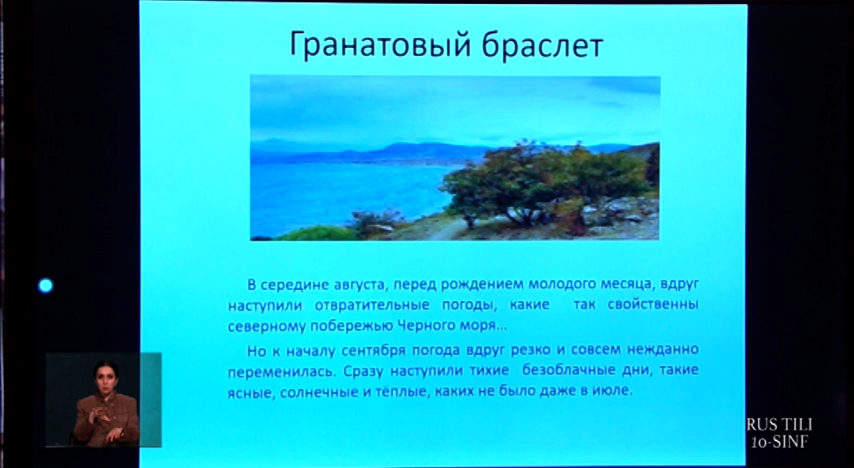 Гранатовый браслет
В середине августа, перед рождением молодого месяца, вдруг
наступили отвратительные погоды, какие так свойственны
северному побережью Черного моря...
Но к началу сентября погода вдруг резко и совсем нежданно
переменилась. Сразу наступили тихие безоблачные дни, такие
ясные, солнечные и тёплые, каких не было даже в июле.
RUS TILI
10-SINF